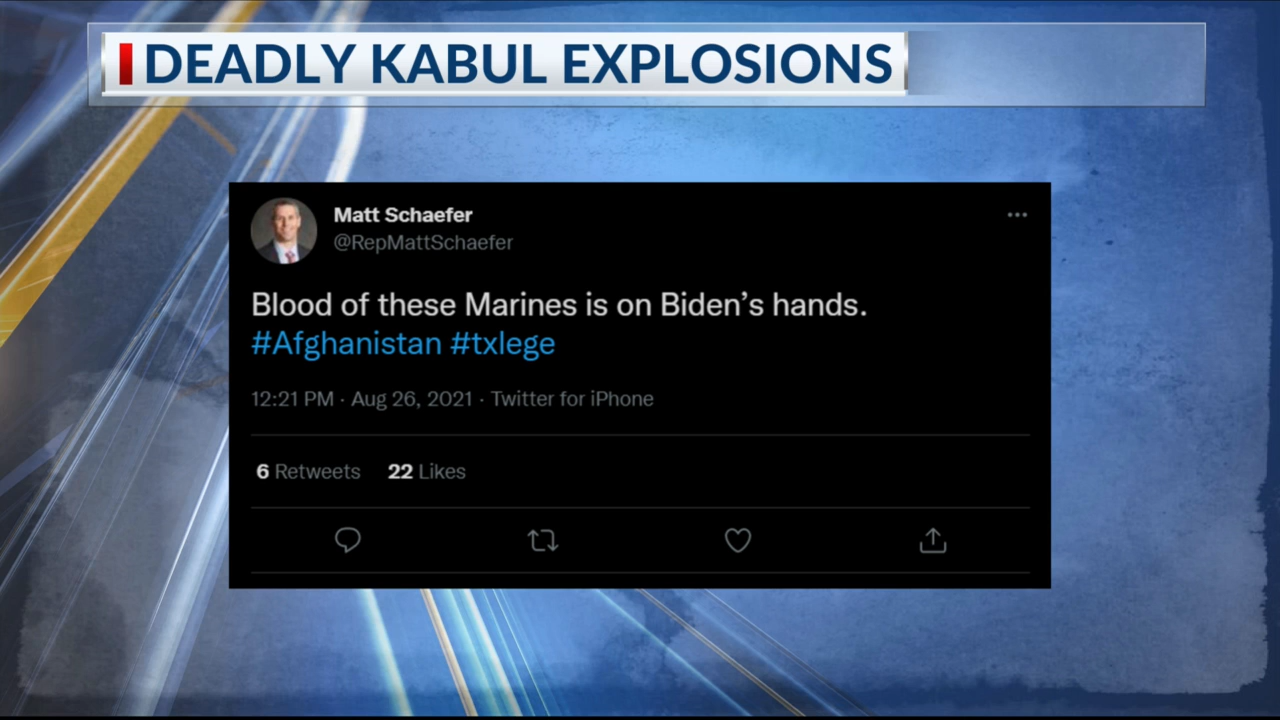 DEADLY KABUL EXPLOSIONS
Matt Schaefer
@RepMattSchaefer
Blood of these Marines is on Biden’s hands.
#Afghanistan #txlege
12:21 PM · Aug 26, 2021 · Twitter for iPhone
6 Retweets 22 Likes